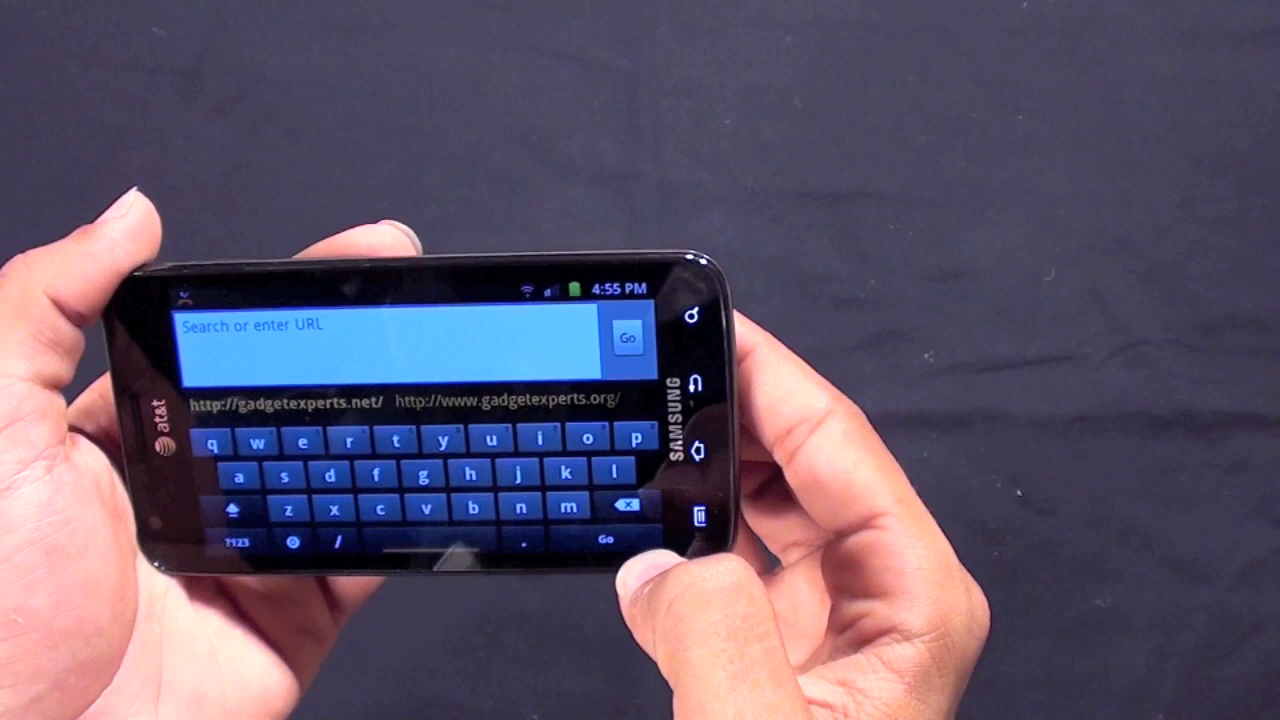 4:55 PM
Search or enter URL
Go
http://gadgetexperts.net/ http://www.gadgetexperts.org/
q w e r t y u i o p
a s d f g h j k l
z x c v b n m
?123 / . Go
at&t
SAMSUNG